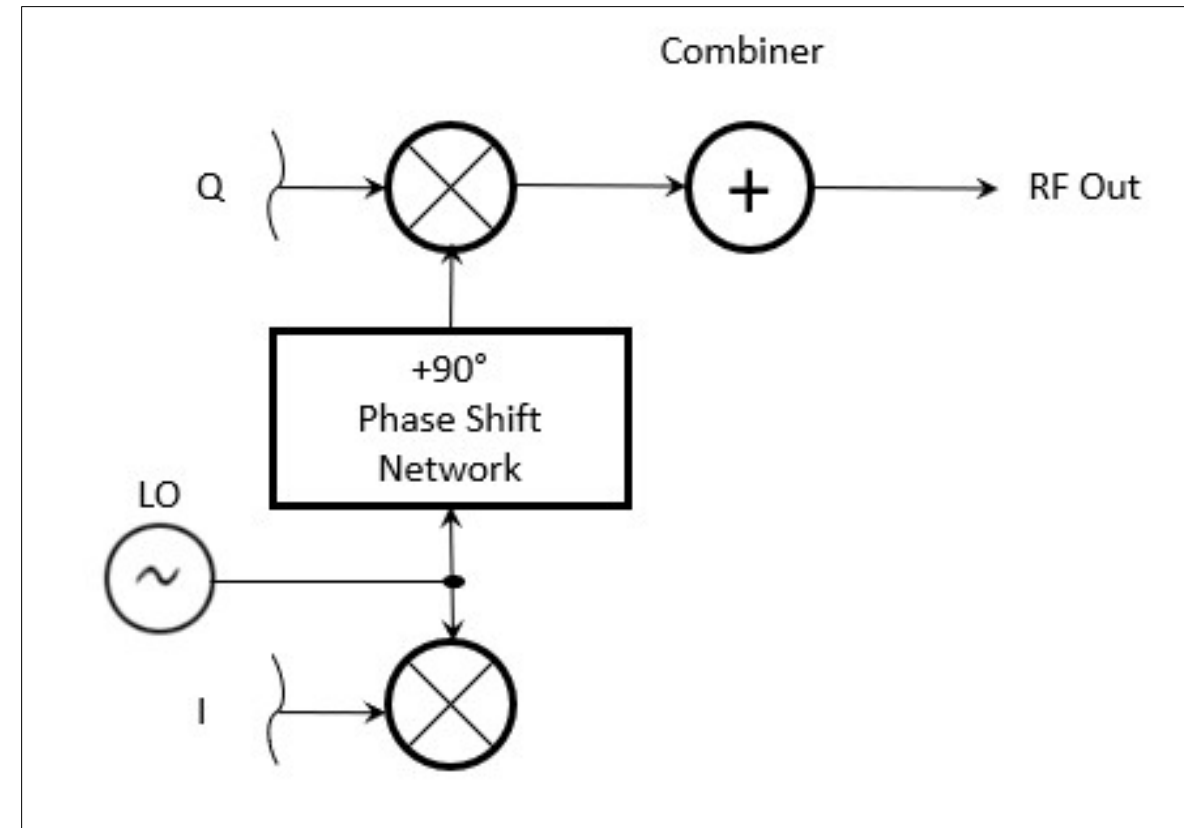 Combiner
Q
+
RF Out
+90°
Phase Shift
Network
LO
~
I